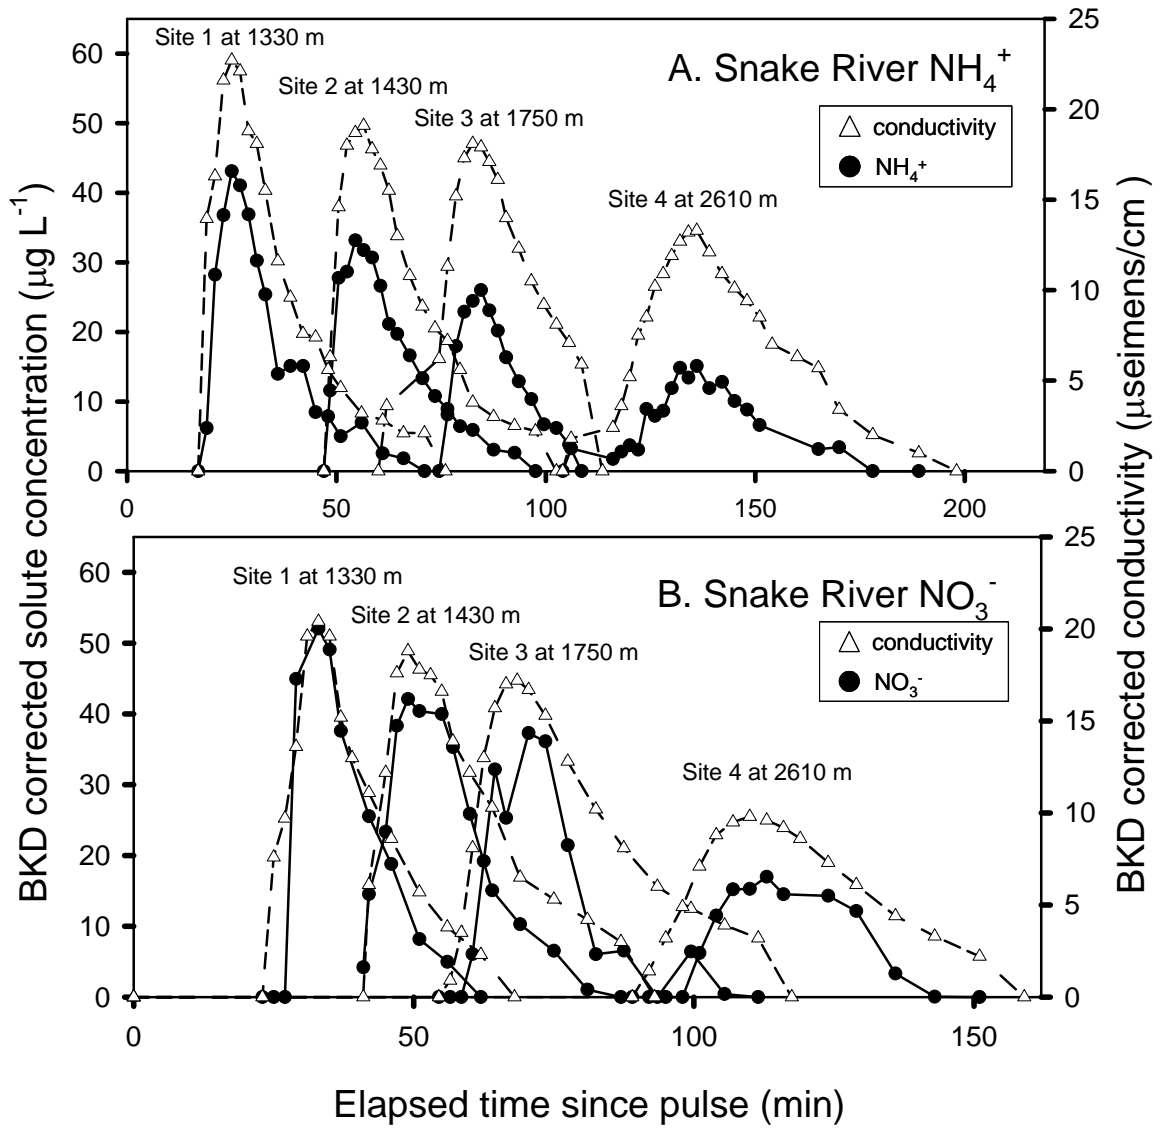 BKD corrected solute concentration (μg L⁻¹)
BKD corrected conductivity (μseimens/cm )
A. Snake River NH₄⁺
Site 1 at 1330 m
Site 2 at 1430 m
Site 3 at 1750 m
Site 4 at 2610 m
conductivity
NH₄⁺
60
50
40
30
20
10
0
25
20
15
10
5
0
0 50 100 150 200
B. Snake River NO₃⁻
Site 1 at 1330 m
Site 2 at 1430 m
Site 3 at 1750 m
Site 4 at 2610 m
conductivity
NO₃⁻
60
50
40
30
20
10
0
25
20
15
10
5
0
0 50 100 150
Elapsed time since pulse (min)